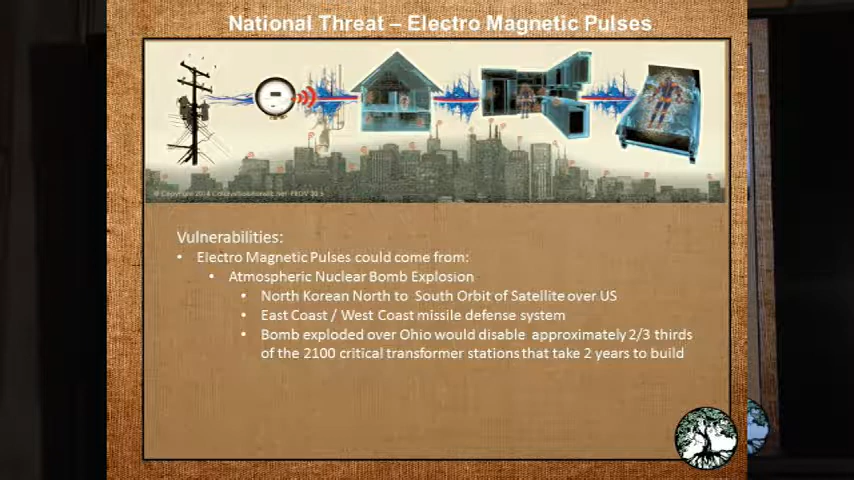 National Threat – Electro Magnetic Pulses
Vulnerabilities:
• Electro Magnetic Pulses could come from:
• Atmospheric Nuclear Bomb Explosion
• North Korean North to South Orbit of Satellite over US
• East Coast / West Coast missile defense system
• Bomb exploded over Ohio would disable approximately 2/3 thirds
of the 2100 critical transformer stations that take 2 years to build